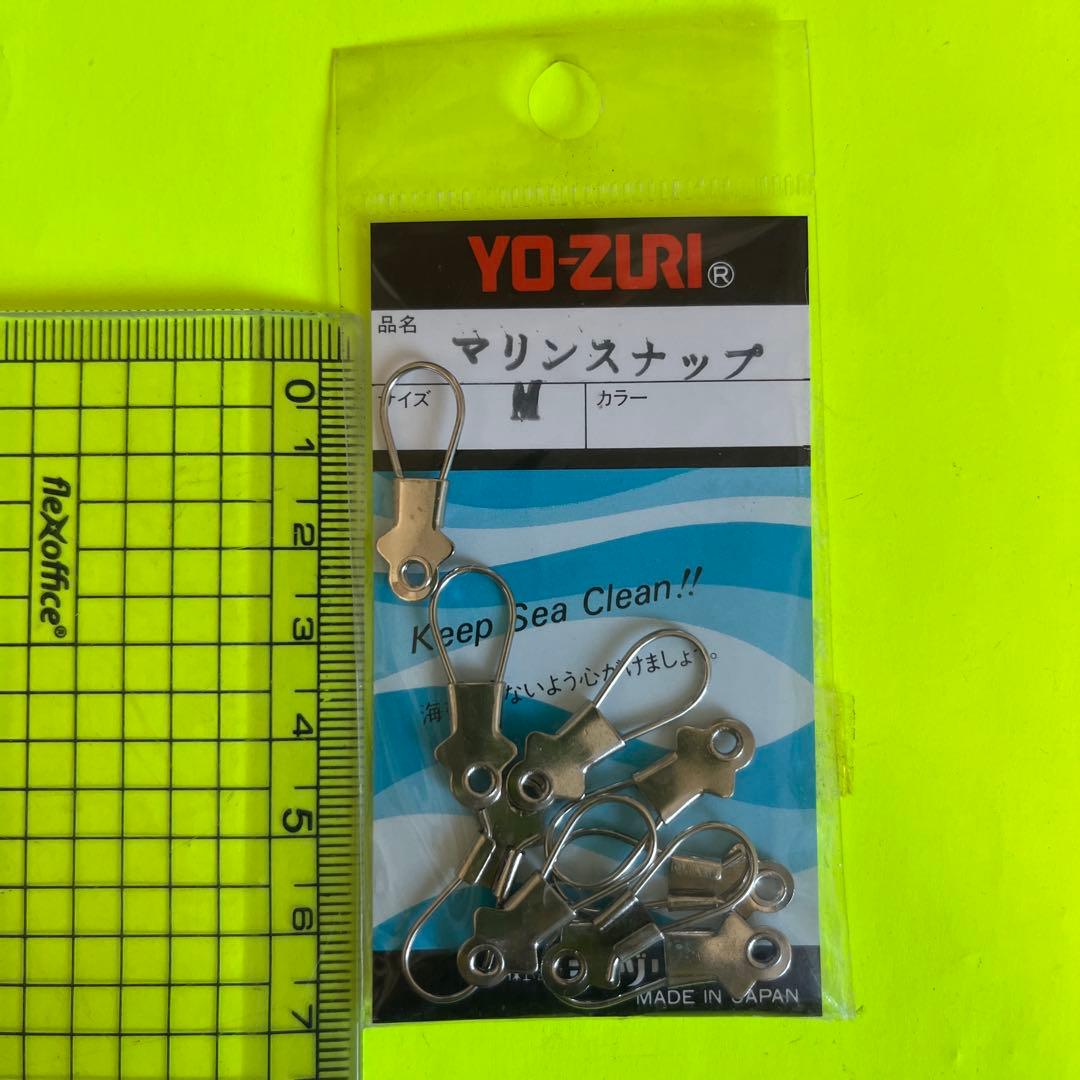 YO-ZURI®
品名
マリンスナップ
サイズ
M
カラー
Keep Sea Clean!!
海 ないよう心がけましょう。
MADE IN JAPAN
flexoffice®
0
1
2
3
4
5
6
7